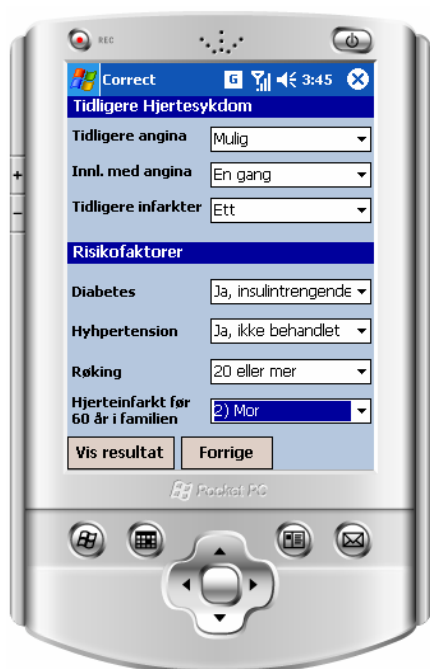 REC
Correct G 3:45
Tidligere Hjertesykdom
Tidligere angina Mulig
Innl. med angina En gang
Tidligere infarkter Ett
Risikofaktorer
Diabetes Ja, insulintrengende
Hyhpertension Ja, ikke behandlet
Røking 20 eller mer
Hjerteinfarkt før
60 år i familien 2) Mor
Vis resultat Forrige
Pocket PC